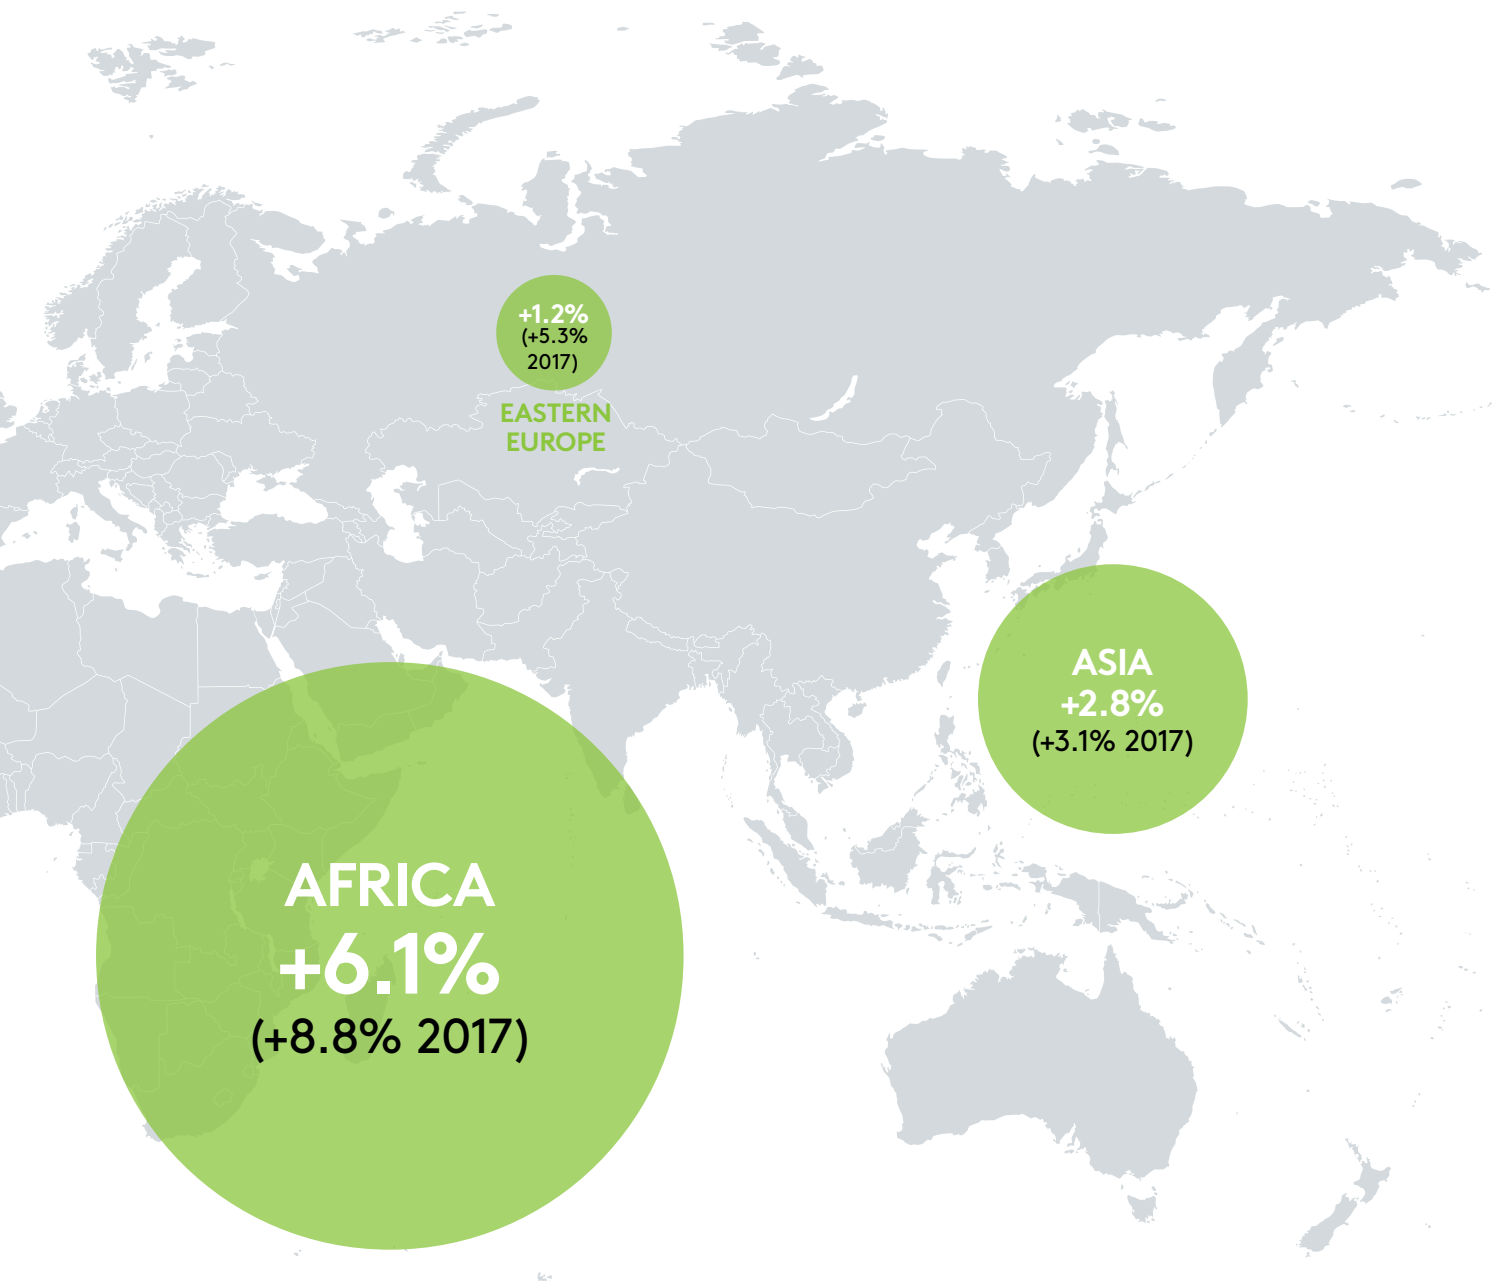 +1.2%
(+5.3%
2017)
EASTERN
EUROPE
ASIA
+2.8%
(+3.1% 2017)
AFRICA
+6.1%
(+8.8% 2017)